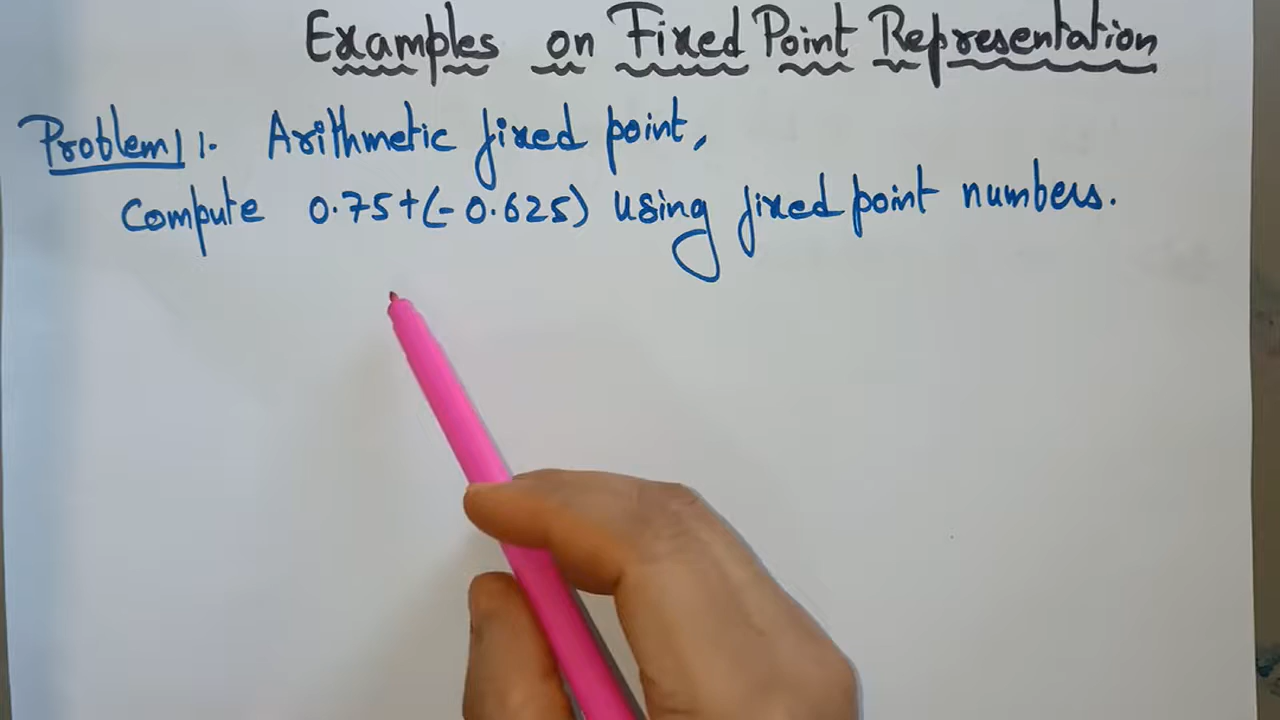 Examples on Fixed Point Representation
Problem 1. Arithmetic fixed point,
Compute 0.75+(-0.625) using fixed point numbers.